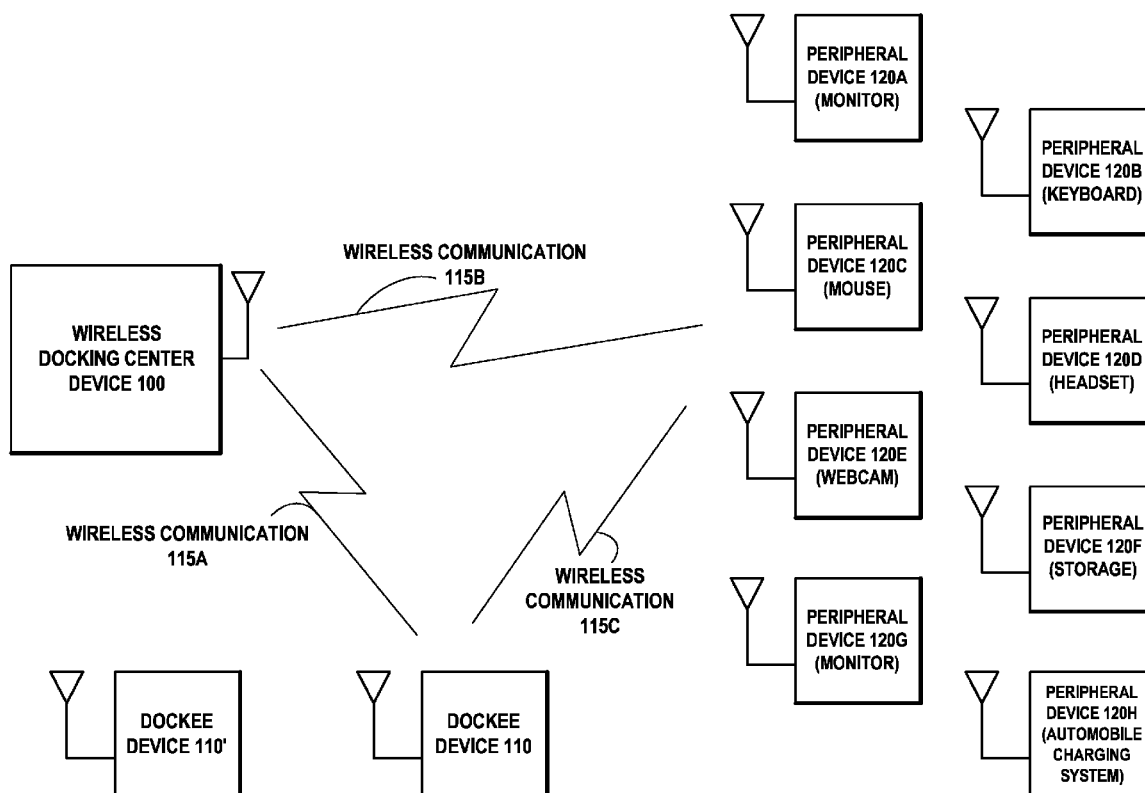 PERIPHERAL
DEVICE 120A
(MONITOR)
PERIPHERAL
DEVICE 120B
(KEYBOARD)
WIRELESS COMMUNICATION
115B
PERIPHERAL
DEVICE 120C
(MOUSE)
WIRELESS
DOCKING CENTER
DEVICE 100
PERIPHERAL
DEVICE 120D
(HEADSET)
PERIPHERAL
DEVICE 120E
(WEBCAM)
WIRELESS COMMUNICATION
115A
PERIPHERAL
DEVICE 120F
(STORAGE)
WIRELESS
COMMUNICATION
115C
PERIPHERAL
DEVICE 120G
(MONITOR)
DOCKEE
DEVICE 110'
DOCKEE
DEVICE 110
PERIPHERAL
DEVICE 120H
(AUTOMOBILE
CHARGING
SYSTEM)